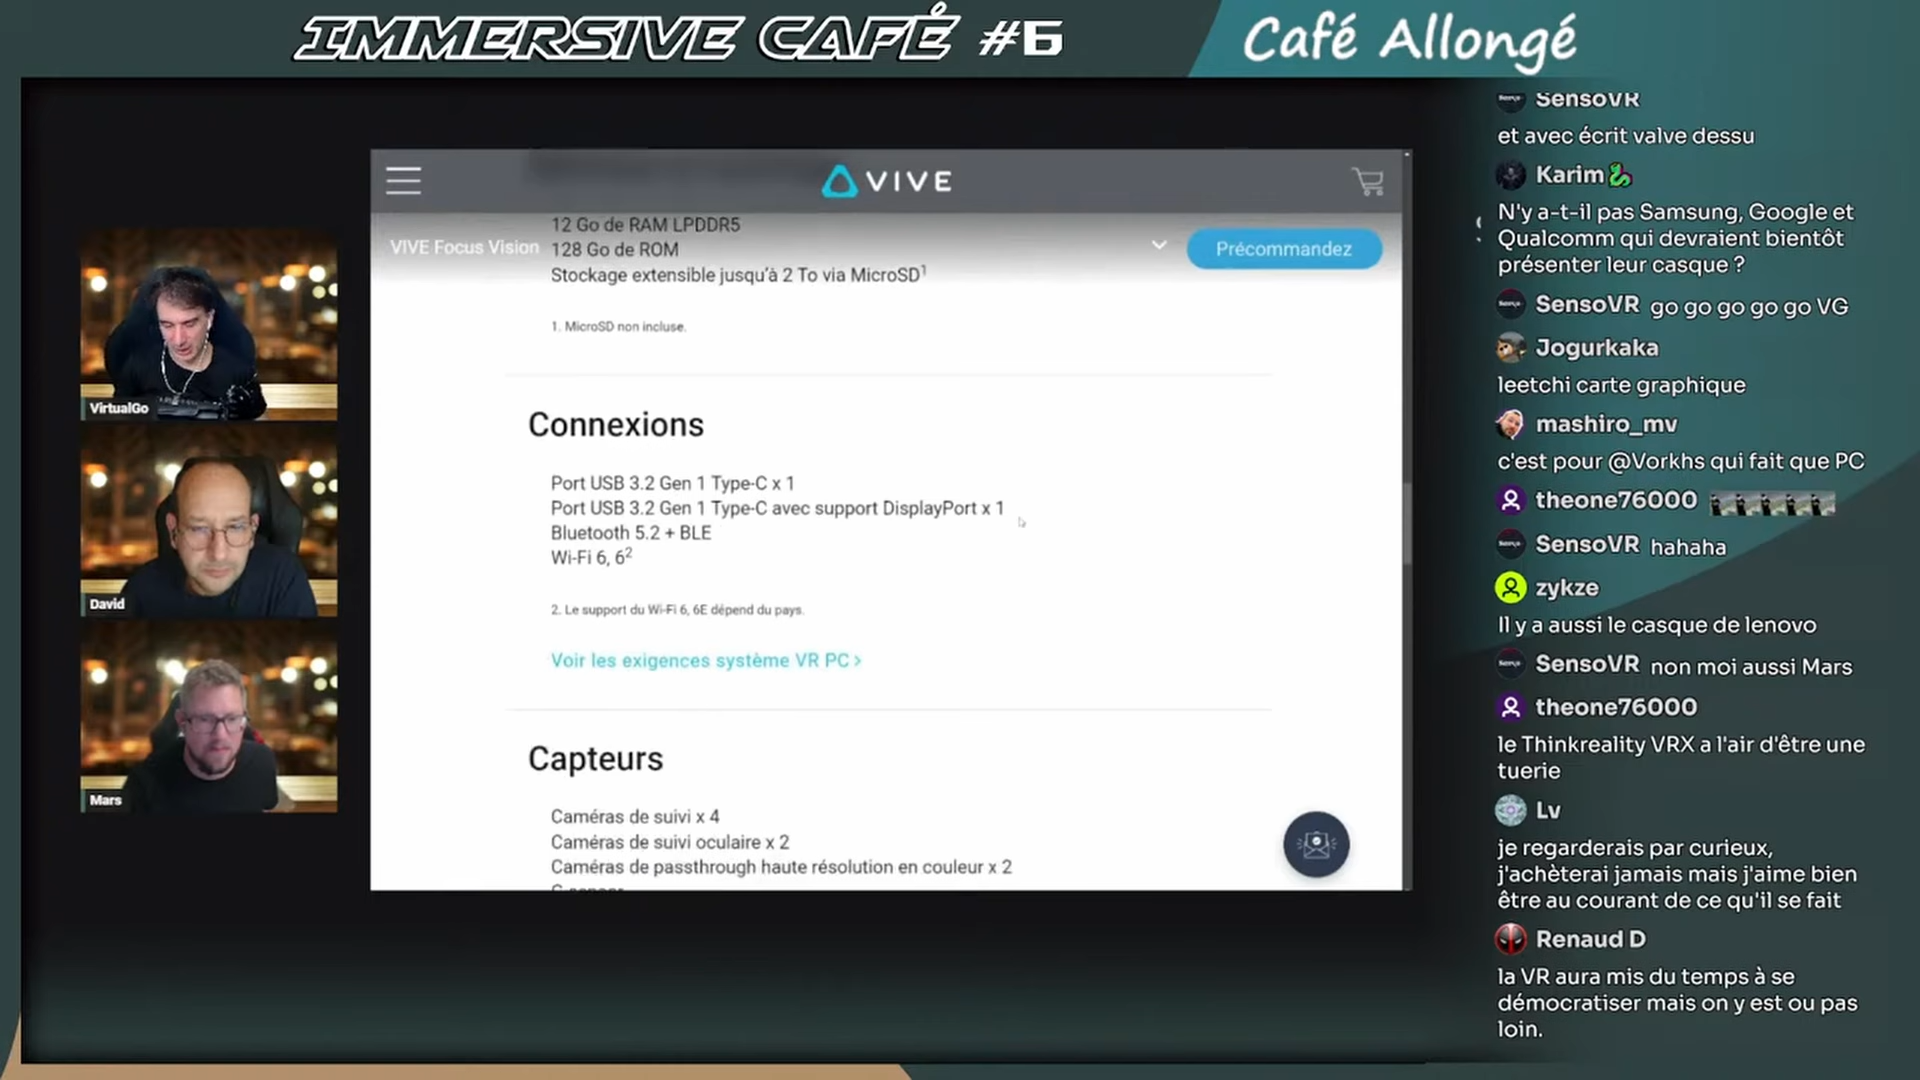 IMMERSIVE CAFÉ #6
Café Allongé
VirtualGo
David
Mars
VIVE
VIVE Focus Vision
Précommandez
12 Go de RAM LPDDR5
128 Go de ROM
Stockage extensible jusqu'à 2 To via MicroSD¹
1. MicroSD non incluse.
Connexions
Port USB 3.2 Gen 1 Type-C x 1
Port USB 3.2 Gen 1 Type-C avec support DisplayPort x 1
Bluetooth 5.2 + BLE
Wi-Fi 6, 6²
2. Le support du Wi-Fi 6, 6E dépend du pays.
Voir les exigences système VR PC >
Capteurs
Caméras de suivi x 4
Caméras de suivi oculaire x 2
Caméras de passthrough haute résolution en couleur x 2
SensoVR
et avec écrit valve dessu
Karim
N'y a-t-il pas Samsung, Google et
Qualcomm qui devraient bientôt
présenter leur casque ?
SensoVR go go go go go VG
Jogurkaka
leetchi carte graphique
mashiro_mv
c'est pour @Vorkhs qui fait que PC
theone76000
SensoVR hahaha
zykze
Il y a aussi le casque de lenovo
SensoVR non moi aussi Mars
theone76000
le Thinkreality VRX a l'air d'être une
tuerie
Lv
je regarderais par curieux,
j'achèterai jamais mais j'aime bien
être au courant de ce qu'il se fait
Renaud D
la VR aura mis du temps à se
démocratiser mais on y est ou pas
loin.